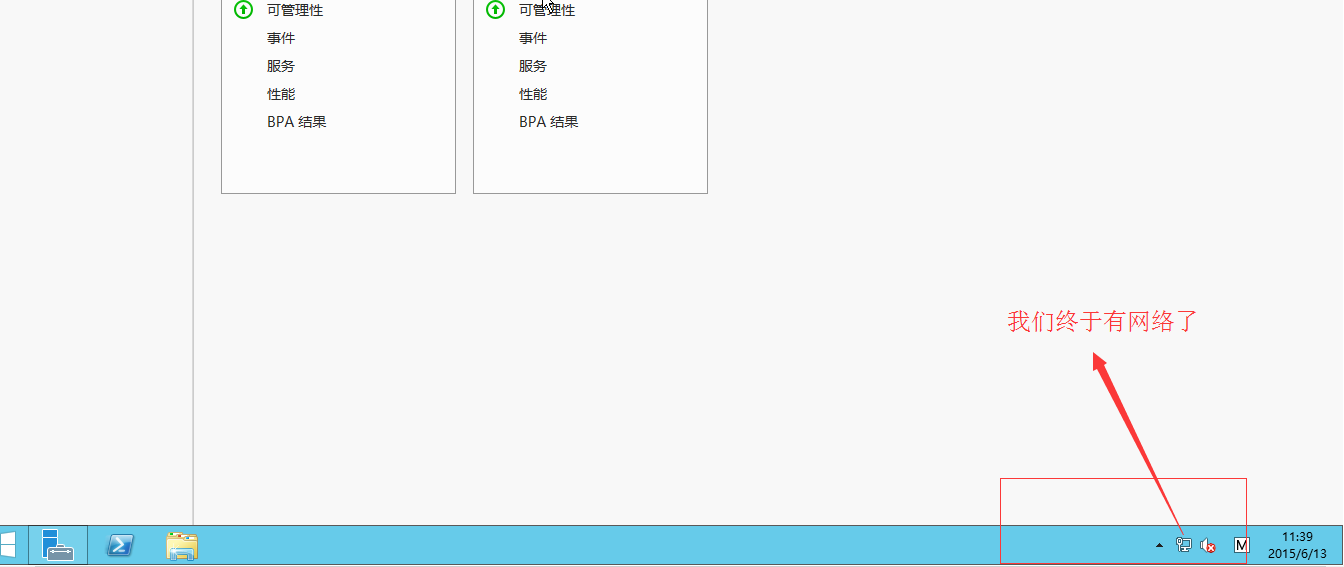 可管理性 可管理性
事件 事件
服务 服务
性能 性能
BPA 结果 BPA 结果
我们终于有网络了
M
11:39
2015/6/13